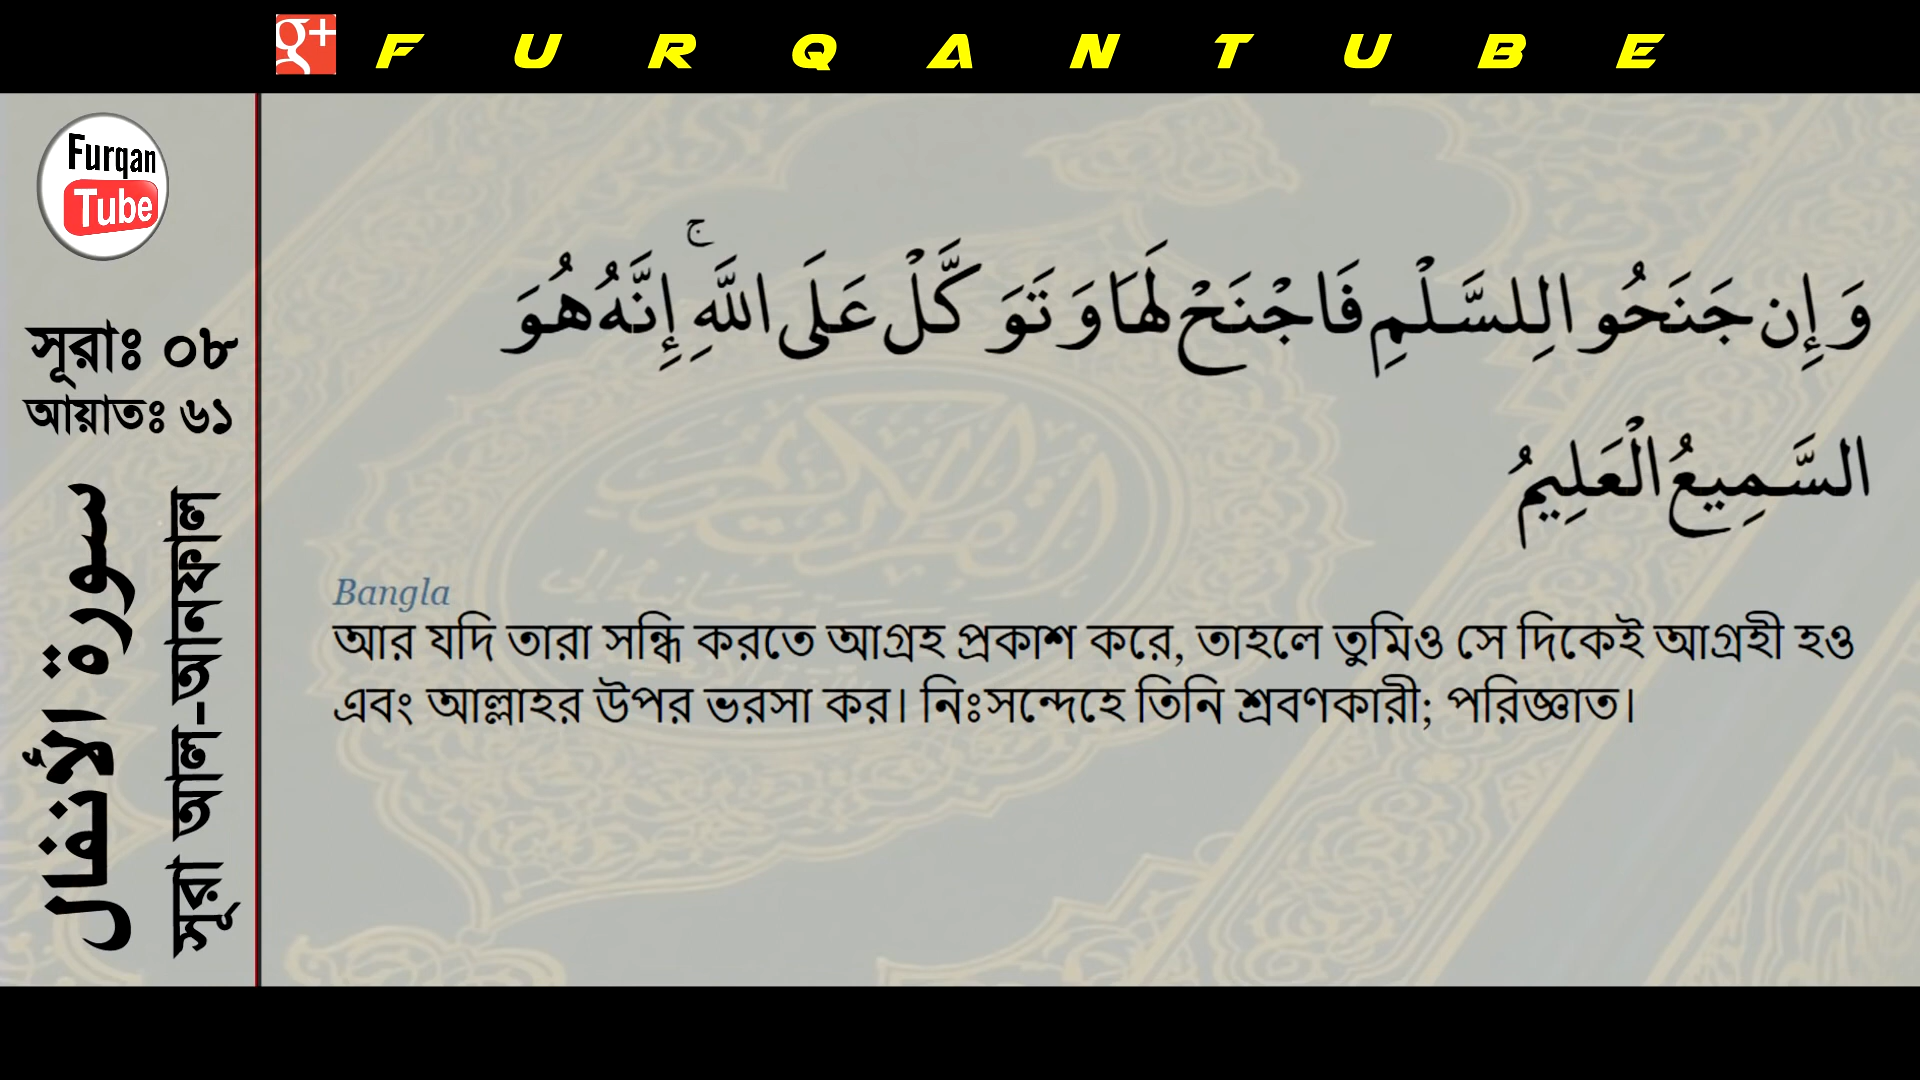 g+ F U R Q A N T U B E
Furqan
Tube
সূরাঃ ০৮
আয়াতঃ ৬১
سورة الأنفال
সূরা আল-আনফাল
وَإِن جَنَحُوا لِلسَّلْمِ فَاجْنَحْ لَهَا وَتَوَكَّلْ عَلَى اللَّهِ ۚ إِنَّهُ هُوَ
السَّمِيعُ الْعَلِيمُ
Bangla
আর যদি তারা সন্ধি করতে আগ্রহ প্রকাশ করে, তাহলে তুমিও সে দিকেই আগ্রহী হও
এবং আল্লাহর উপর ভরসা কর। নিঃসন্দেহে তিনি শ্রবণকারী; পরিজ্ঞাত।